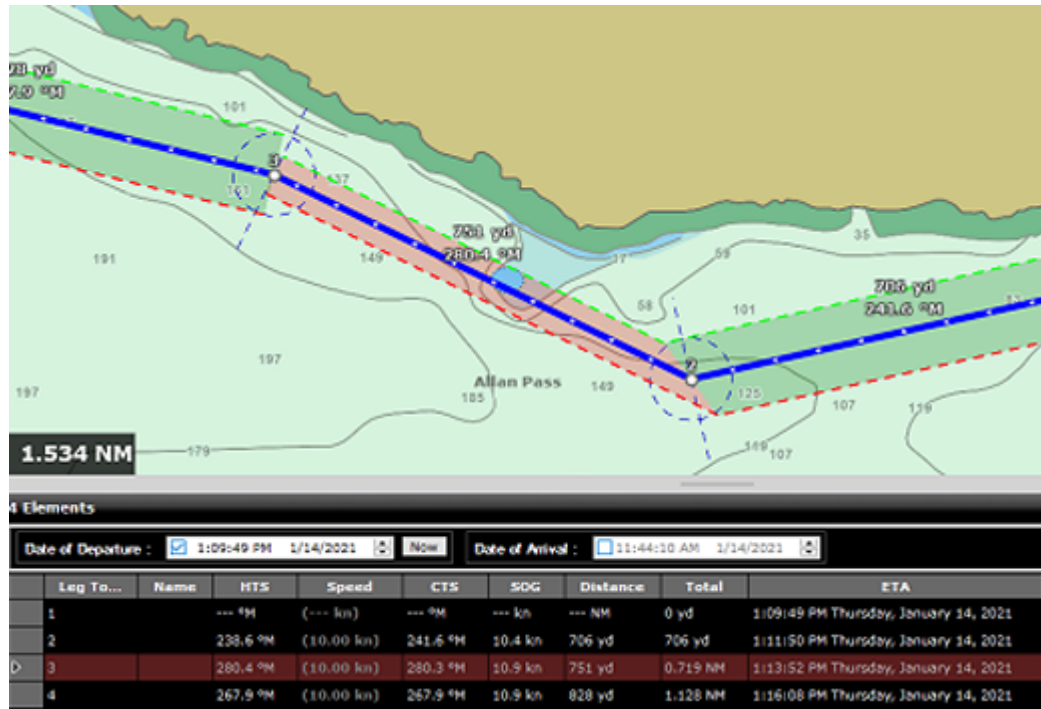 101
3
137
161
751 yd
280.4 °M
149
191
17
59
35
706 yd
241.6 °M
58
101
197
Allan Pass
2
149
185
125
107
119
197
1.534 NM
179
119
107
4 Elements
Date of Departure : 1:09:49 PM 1/14/2021 Now Date of Arrival : 11:44:10 AM 1/14/2021
Leg To... Name HTS Speed CTS SOG Distance Total ETA
1 --- °M (--- kn) --- °M --- kn --- NM 0 yd 1:09:49 PM Thursday, January 14, 2021
2 238.6 °M (10.00 kn) 241.6 °M 10.4 kn 706 yd 706 yd 1:11:50 PM Thursday, January 14, 2021
3 280.4 °M (10.00 kn) 280.3 °M 10.9 kn 751 yd 0.719 NM 1:13:52 PM Thursday, January 14, 2021
4 267.9 °M (10.00 kn) 267.9 °M 10.9 kn 828 yd 1.128 NM 1:16:08 PM Thursday, January 14, 2021